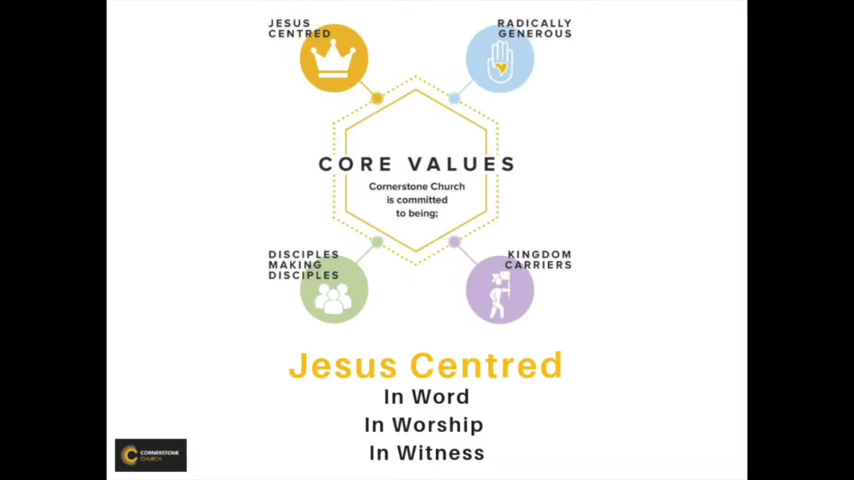 JESUS
CENTRED
RADICALLY
GENEROUS
CORE VALUES
Cornerstone Church
is committed
to being;
DISCIPLES
MAKING
DISCIPLES
KINGDOM
CARRIERS
Jesus Centred
In Word
In Worship
In Witness
CORNERSTONE
CHURCH